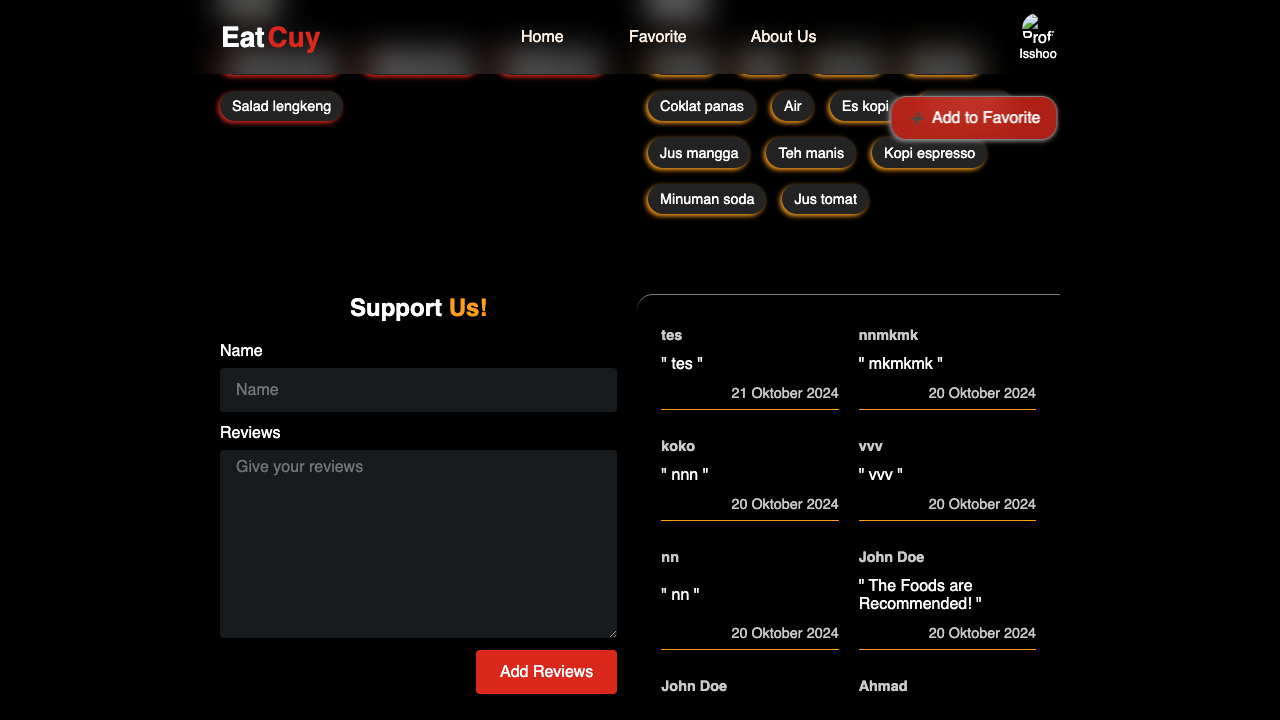 EatCuy
Home
Favorite
About Us
Isshoo
Salad lengkeng
Coklat panas
Air
Es kopi
➕ Add to Favorite
Jus mangga
Teh manis
Kopi espresso
Minuman soda
Jus tomat
Support Us!
Name
Name
Reviews
Give your reviews
Add Reviews
tes
" tes "
21 Oktober 2024
nnmkmk
" mkmkmk "
20 Oktober 2024
koko
" nnn "
20 Oktober 2024
vvv
" vvv "
20 Oktober 2024
nn
" nn "
20 Oktober 2024
John Doe
" The Foods are
Recommended! "
20 Oktober 2024
John Doe
Ahmad